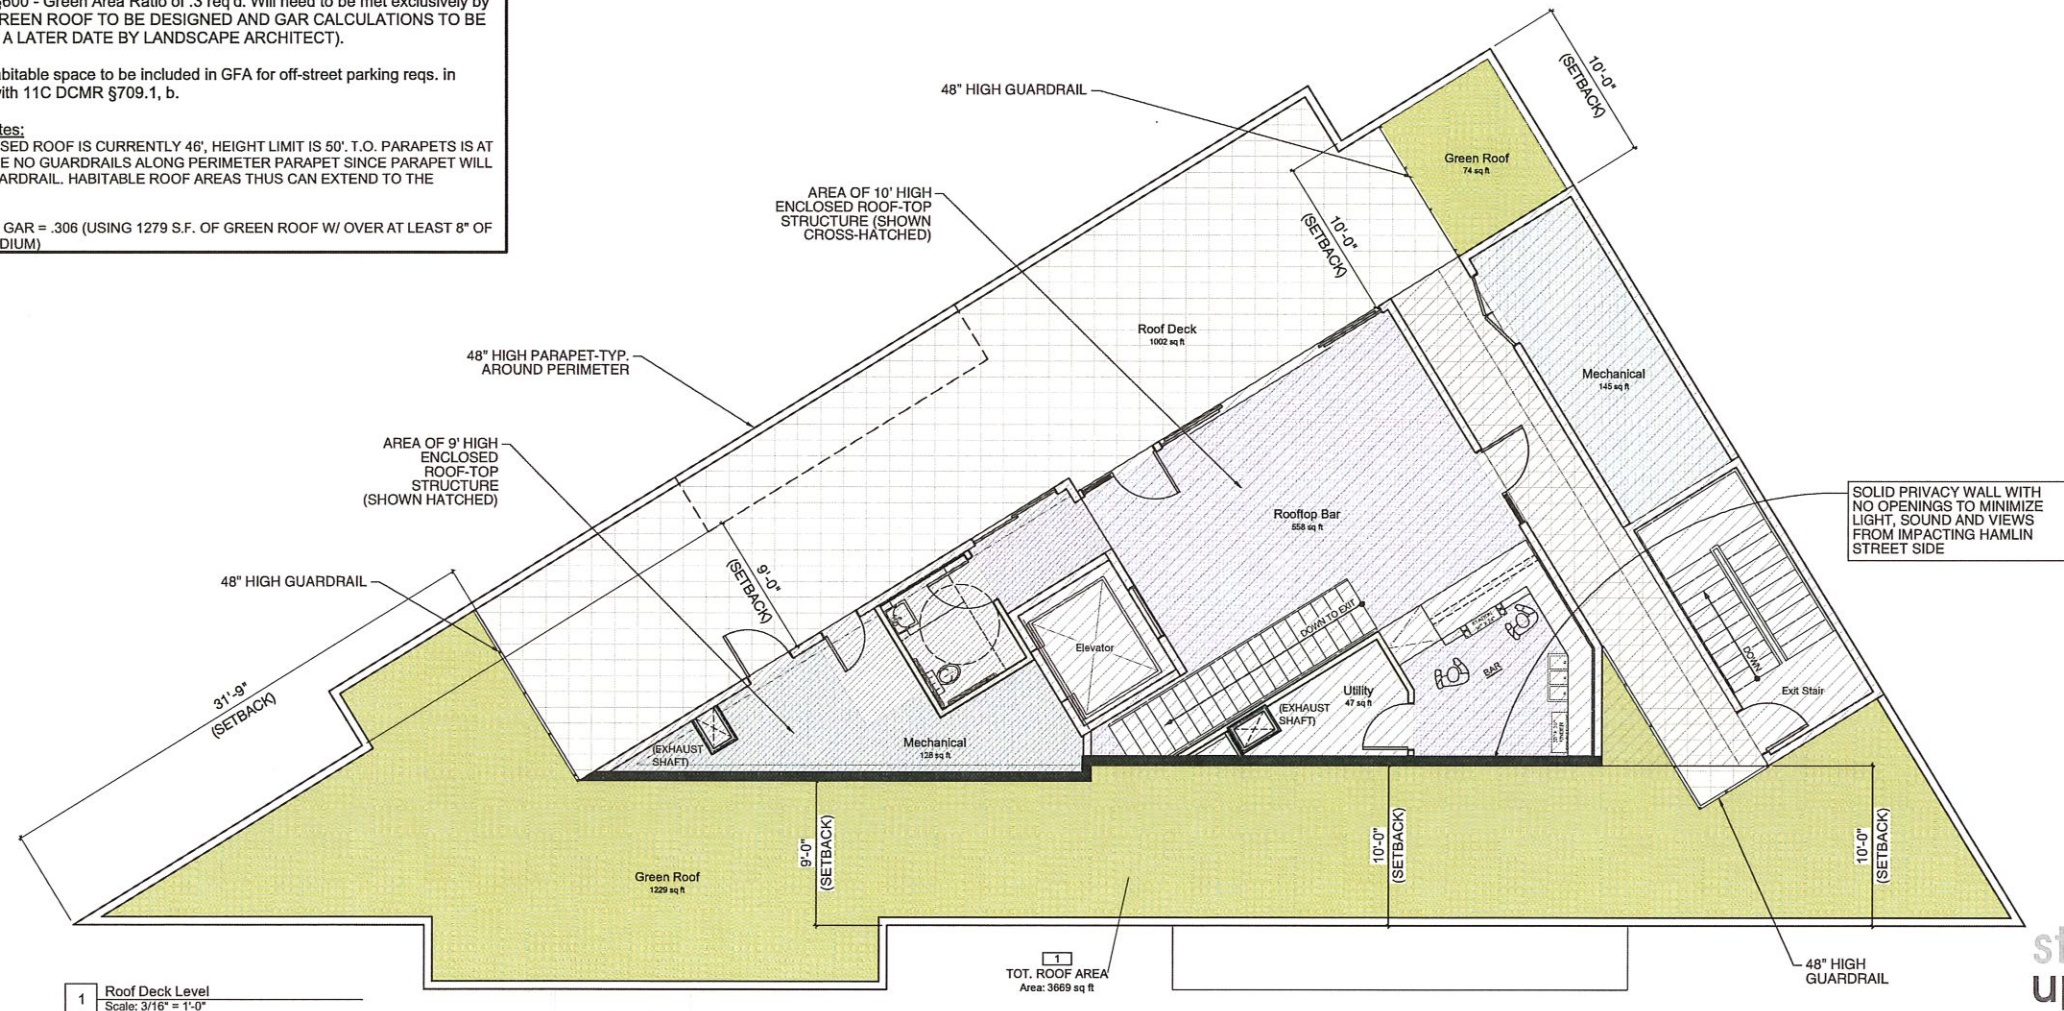 §600 - Green Area Ratio of .3 req'd. Will need to be met exclusively by
GREEN ROOF TO BE DESIGNED AND GAR CALCULATIONS TO BE
A LATER DATE BY LANDSCAPE ARCHITECT).
space to be included in GFA for off-street parking reqs. in
with 11C DCMR §709.1, b.
ROOF IS CURRENTLY 46', HEIGHT LIMIT IS 50'. T.O. PARAPETS IS AT
NO GUARDRAILS ALONG PERIMETER PARAPET SINCE PARAPET WILL
HABITABLE ROOF AREAS THUS CAN EXTEND TO THE
GAR = .306 (USING 1279 S.F. OF GREEN ROOF W/ OVER AT LEAST 8" OF
48" HIGH GUARDRAIL
10'-0"
(SETBACK)
Green Roof
74 sq ft
AREA OF 10' HIGH
ENCLOSED ROOF-TOP
STRUCTURE (SHOWN
CROSS-HATCHED)
10'-0"
(SETBACK)
Roof Deck
1002 sq ft
48" HIGH PARAPET-TYP.
AROUND PERIMETER
Mechanical
145 sq ft
AREA OF 9' HIGH
ENCLOSED
ROOF-TOP
STRUCTURE
(SHOWN HATCHED)
SOLID PRIVACY WALL WITH
NO OPENINGS TO MINIMIZE
LIGHT, SOUND AND VIEWS
FROM IMPACTING HAMLIN
STREET SIDE
Rooftop Bar
558 sq ft
48" HIGH GUARDRAIL
9'-0"
(SETBACK)
DOWN TO EXIT
Elevator
BAR
DOWN
Exit Stair
31'-9"
(SETBACK)
Utility
47 sq ft
(EXHAUST
SHAFT)
(EXHAUST
SHAFT)
Mechanical
128 sq ft
9'-0"
(SETBACK)
10'-0"
(SETBACK)
10'-0"
(SETBACK)
Green Roof
1229 sq ft
1
TOT. ROOF AREA
Area: 3669 sq ft
48" HIGH
GUARDRAIL
1
Roof Deck Level
Scale: 3/16" = 1'-0"